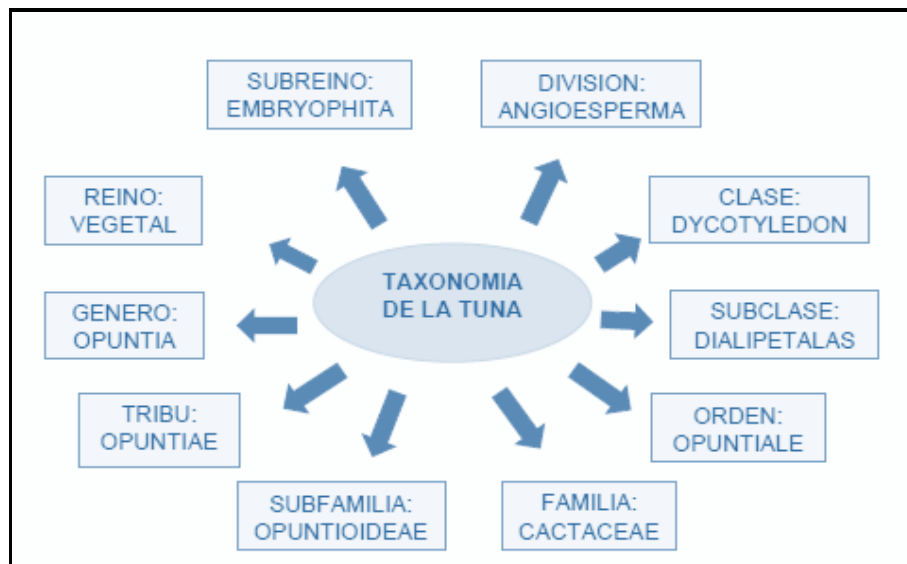 SUBREINO:
EMBRYOPHITA
DIVISION:
ANGIOESPERMA
REINO:
VEGETAL
CLASE:
DYCOTYLEDON
TAXONOMIA
DE LA TUNA
GENERO:
OPUNTIA
SUBCLASE:
DIALIPETALAS
TRIBU:
OPUNTIAE
ORDEN:
OPUNTIALE
SUBFAMILIA:
OPUNTIOIDEAE
FAMILIA:
CACTACEAE